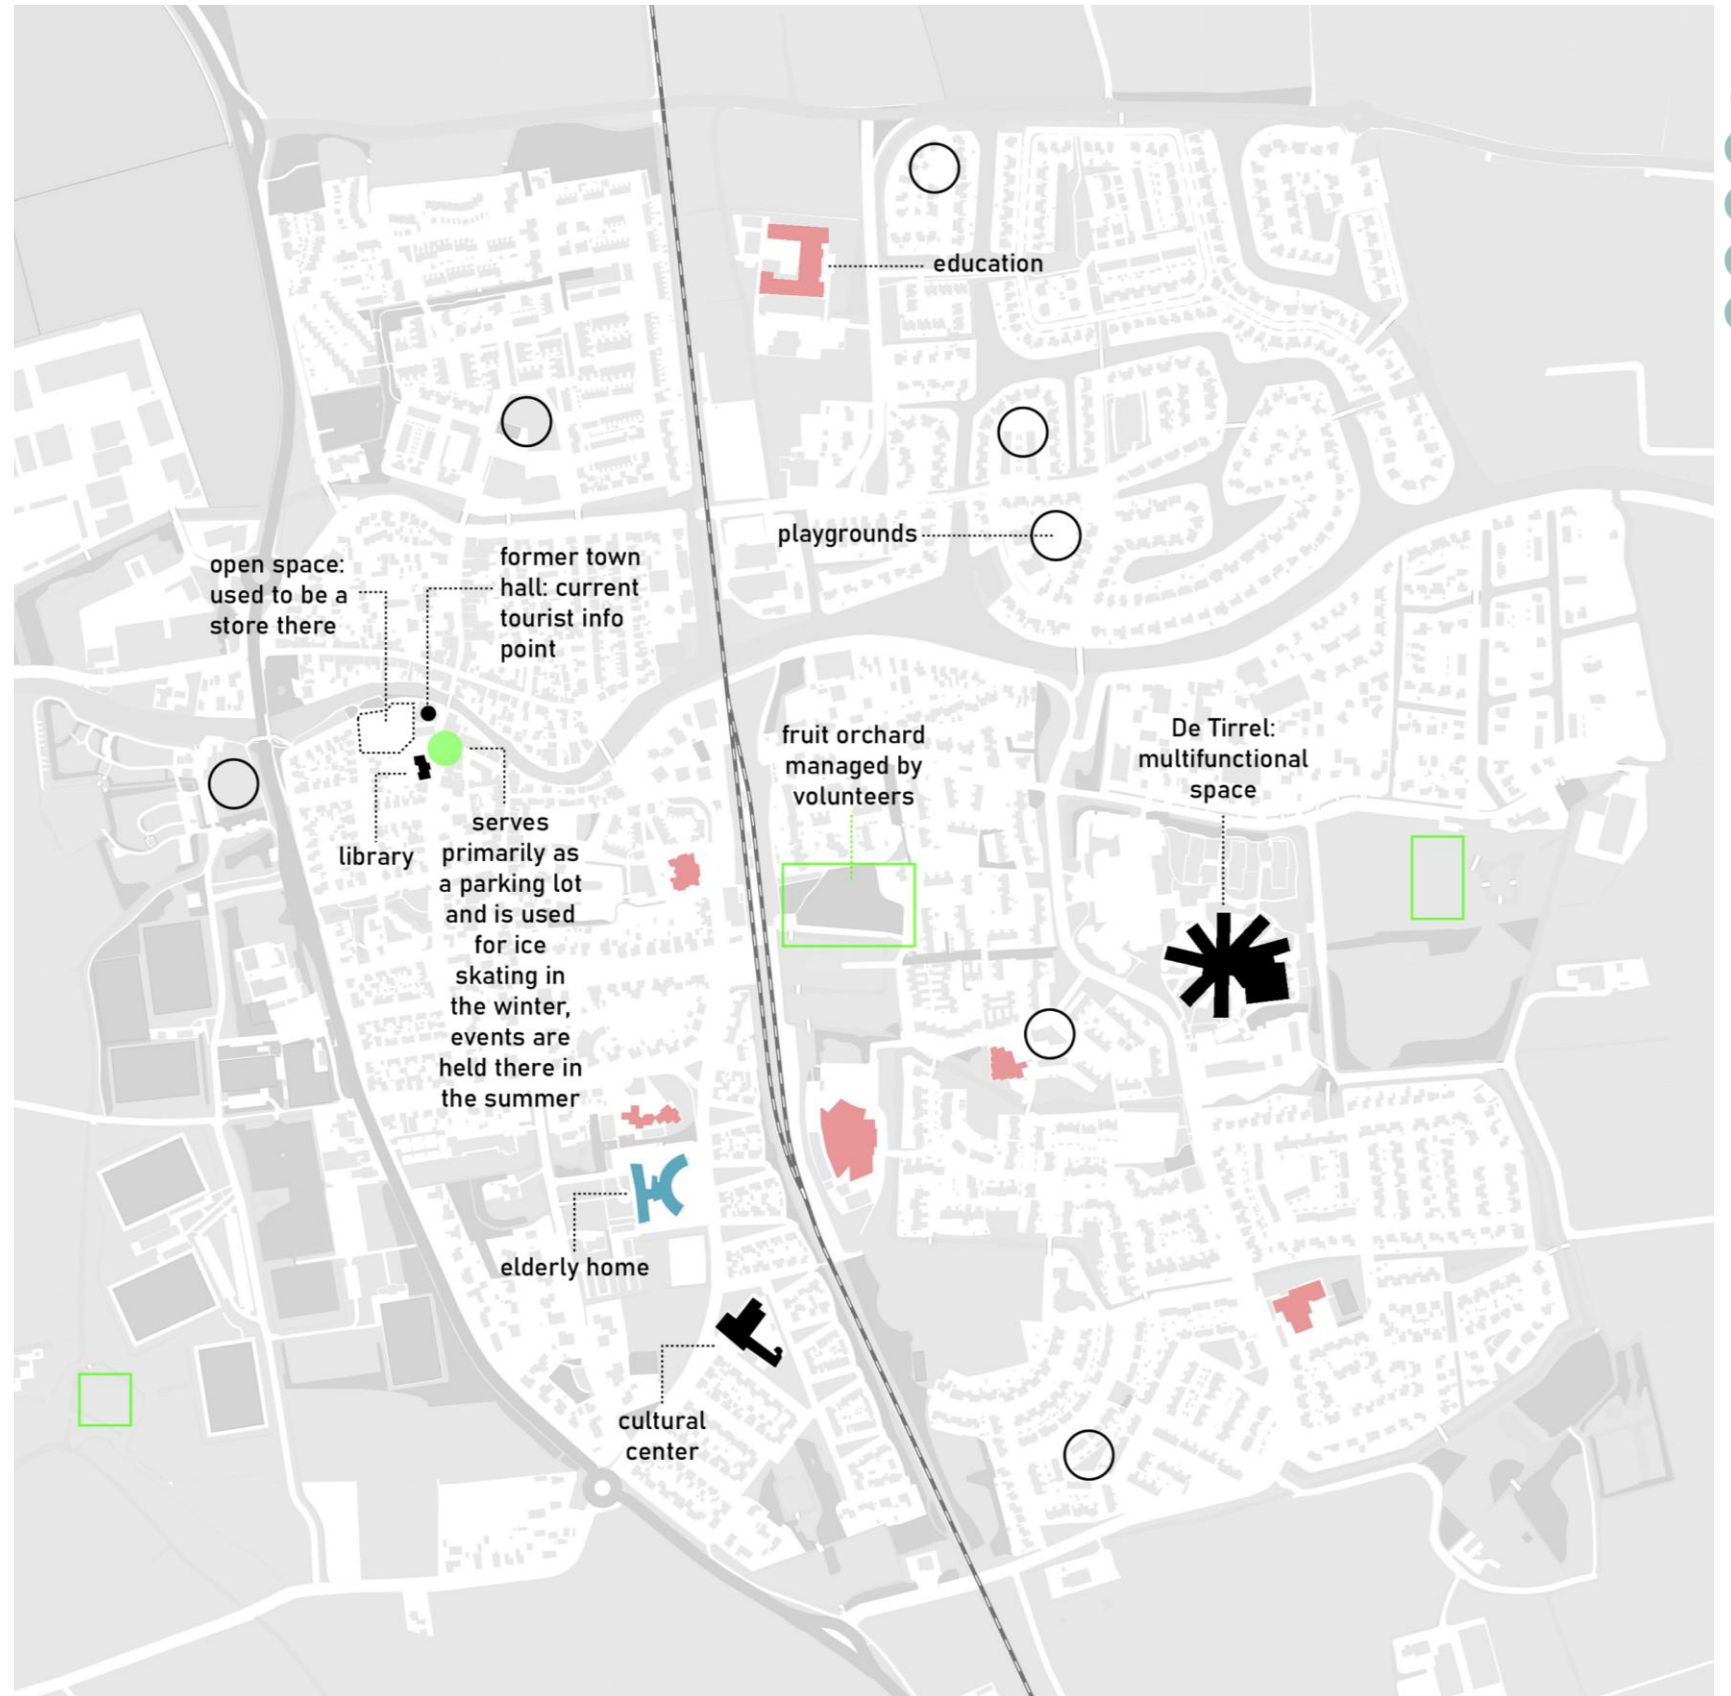 education
playgrounds
open space:
used to be a
store there
former town
hall: current
tourist info
point
fruit orchard
managed by
volunteers
De Tirrel:
multifunctional
space
library
serves
primarily as
a parking lot
and is used
for ice
skating in
the winter,
events are
held there in
the summer
elderly home
cultural
center